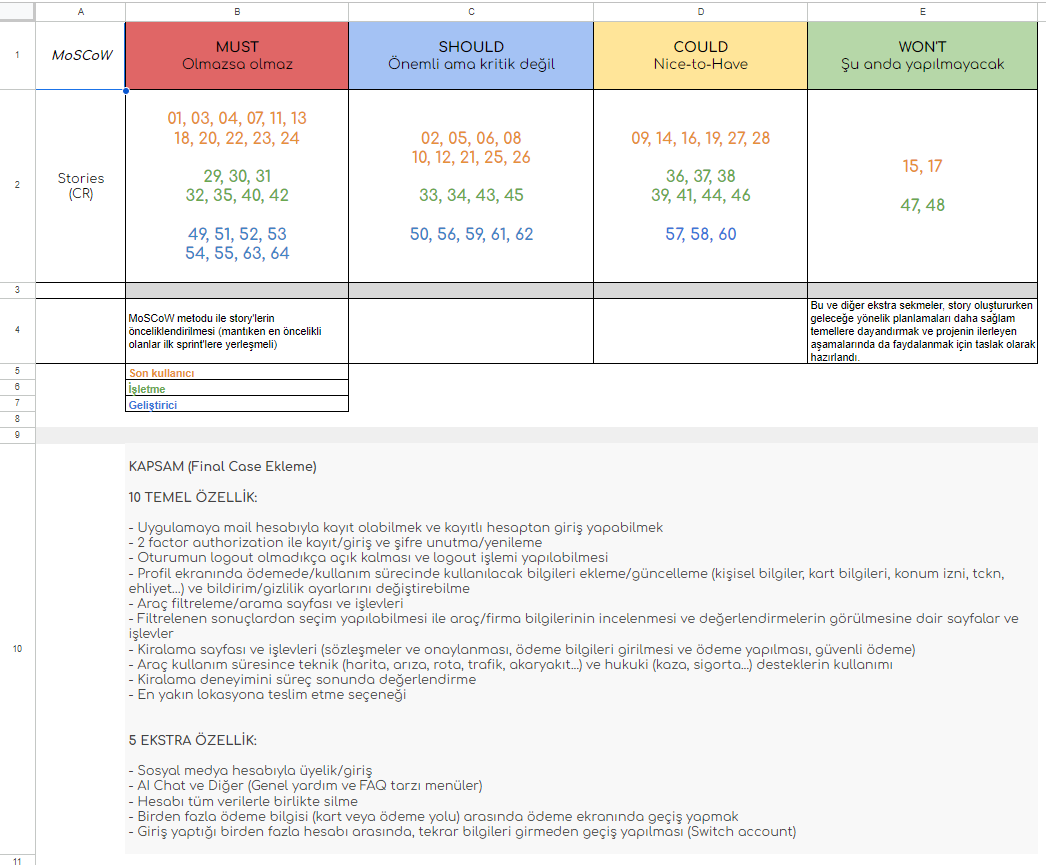 A B C D E
1 MoSCoW
MUST
Olmazsa olmaz
SHOULD
Önemli ama kritik değil
COULD
Nice-to-Have
WON'T
Şu anda yapılmayacak
2
Stories
(CR)
01, 03, 04, 07, 11, 13
18, 20, 22, 23, 24
29, 30, 31
32, 35, 40, 42
49, 51, 52, 53
54, 55, 63, 64
02, 05, 06, 08
10, 12, 21, 25, 26
33, 34, 43, 45
50, 56, 59, 61, 62
09, 14, 16, 19, 27, 28
36, 37, 38
39, 41, 44, 46
57, 58, 60
15, 17
47, 48
3
4
MoSCoW metodu ile story'lerin
önceliklendirilmesi (mantıken en öncelikli
olanlar ilk sprint'lere yerleşmeli)
Bu ve diğer ekstra sekmeler, story oluştururken
geleceğe yönelik planlamaları daha sağlam
temellere dayandırmak ve projenin ilerleyen
aşamalarında da faydalanmak için taslak olarak
hazırlandı.
5 Son kullanıcı
6 İşletme
7 Geliştirici
8
9
10
KAPSAM (Final Case Ekleme)
10 TEMEL ÖZELLİK:
- Uygulamaya mail hesabıyla kayıt olabilmek ve kayıtlı hesaptan giriş yapabilmek
- 2 factor authorization ile kayıt/giriş ve şifre unutma/yenileme
- Oturumun logout olmadıkça açık kalması ve logout işlemi yapılabilmesi
- Profil ekranında ödemede/kullanım sürecinde kullanılacak bilgileri ekleme/güncelleme (kişisel bilgiler, kart bilgileri, konum izni, tckn,
ehliyet...) ve bildirim/gizlilik ayarlarını değiştirebilme
- Araç filtreleme/arama sayfası ve işlevleri
- Filtrelenen sonuçlardan seçim yapılabilmesi ile araç/firma bilgilerinin incelenmesi ve değerlendirmelerin görülmesine dair sayfalar ve
işlevler
- Kiralama sayfası ve işlevleri (sözleşmeler ve onaylanması, ödeme bilgileri girilmesi ve ödeme yapılması, güvenli ödeme)
- Araç kullanım süresince teknik (harita, arıza, rota, trafik, akaryakıt...) ve hukuki (kaza, sigorta...) desteklerin kullanımı
- Kiralama deneyimini süreç sonunda değerlendirme
- En yakın lokasyona teslim etme seçeneği
5 EKSTRA ÖZELLİK:
- Sosyal medya hesabıyla üyelik/giriş
- AI Chat ve Diğer (Genel yardım ve FAQ tarzı menüler)
- Hesabı tüm verilerle birlikte silme
- Birden fazla ödeme bilgisi (kart veya ödeme yolu) arasında ödeme ekranında geçiş yapmak
- Giriş yaptığı birden fazla hesabı arasında, tekrar bilgileri girmeden geçiş yapılması (Switch account)
11